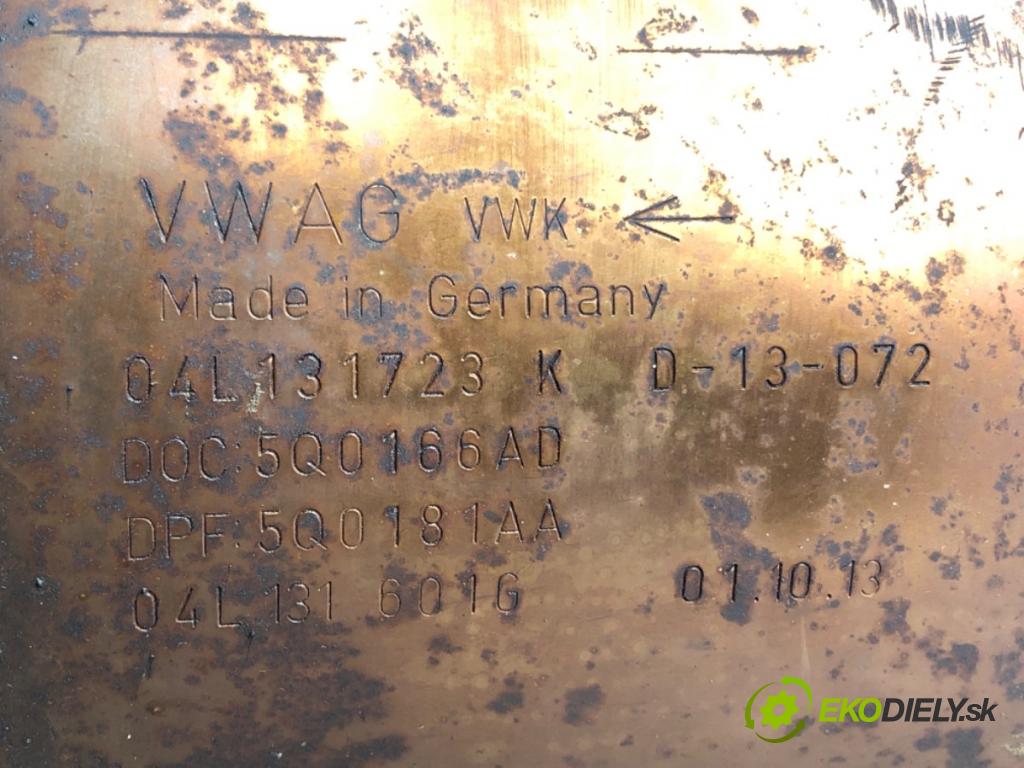 VWAG VWK ←
Made in Germany
04L131723 K D-13-072
DOC:5Q0166AD
DPF:5Q0181AA
04L 131 601G 01.10.13
EKODIELY.sk